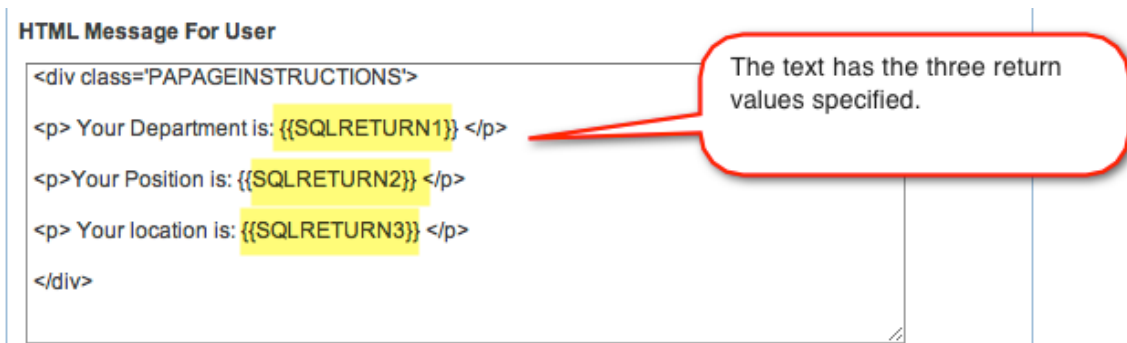 HTML Message For User
<div class='PAPAGEINSTRUCTIONS'>
<p> Your Department is: {{SQLRETURN1}} </p>
<p>Your Position is: {{SQLRETURN2}} </p>
<p> Your location is: {{SQLRETURN3}} </p>
</div>
The text has the three return
values specified.